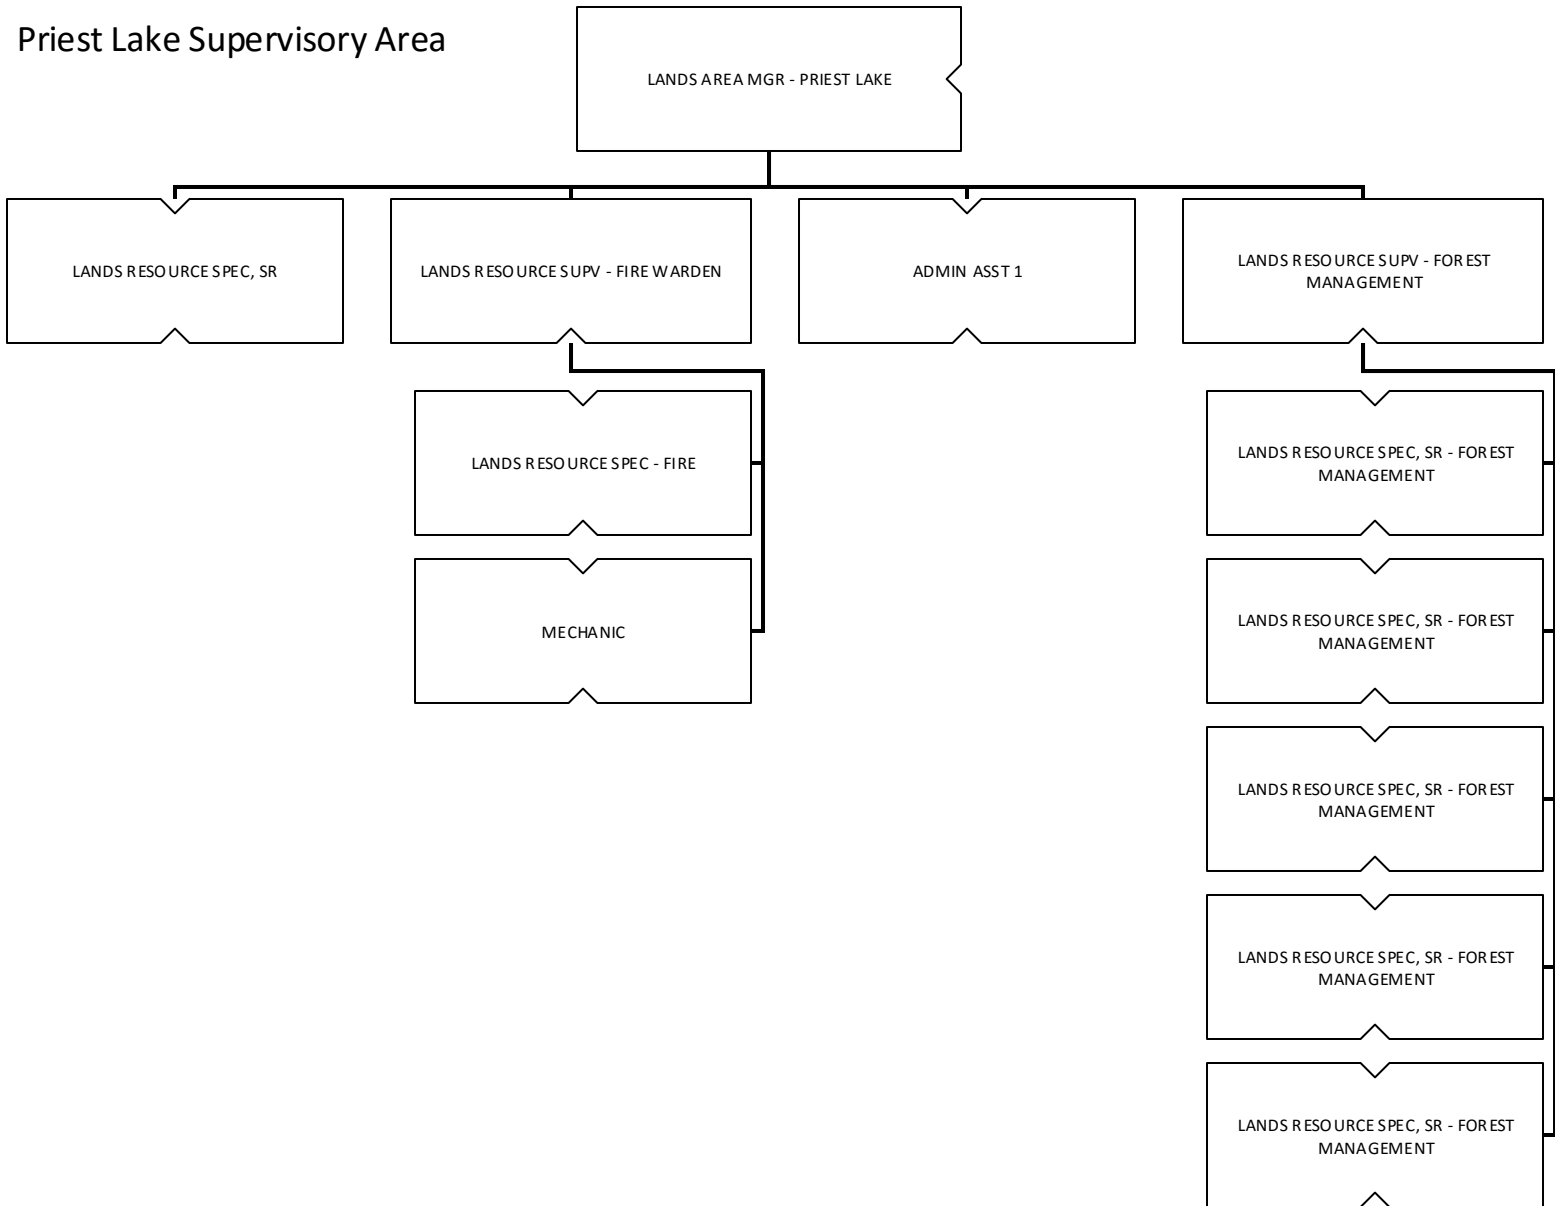 Priest Lake Supervisory Area
LANDS AREA MGR - PRIEST LAKE
LANDS RESOURCE SPEC, SR
LANDS RESOURCE SUPV - FIRE WARDEN
ADMIN ASST 1
LANDS RESOURCE SUPV - FOREST
MANAGEMENT
LANDS RESOURCE SPEC - FIRE
MECHANIC
LANDS RESOURCE SPEC, SR - FOREST
MANAGEMENT
LANDS RESOURCE SPEC, SR - FOREST
MANAGEMENT
LANDS RESOURCE SPEC, SR - FOREST
MANAGEMENT
LANDS RESOURCE SPEC, SR - FOREST
MANAGEMENT
LANDS RESOURCE SPEC, SR - FOREST
MANAGEMENT